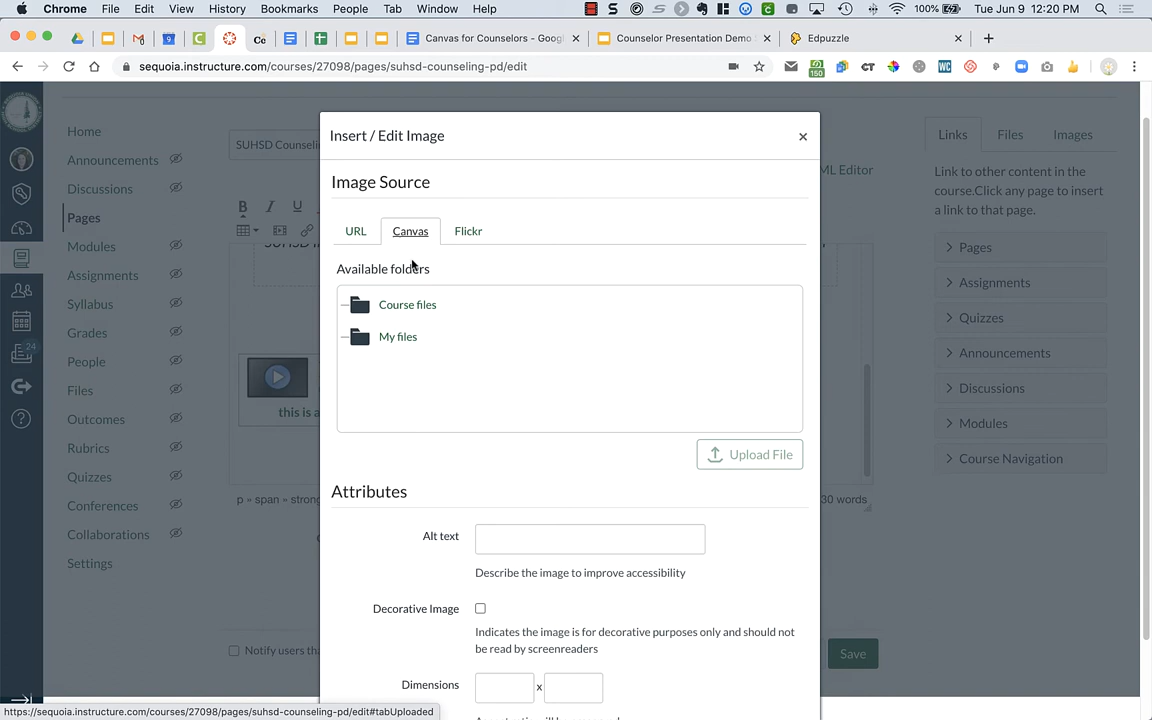 Chrome File Edit View History Bookmarks People Tab Window Help 100% Tue Jun 9 12:20 PM
Canvas for Counselors - Goog
Counselor Presentation Demo
Edpuzzle
sequoia.instructure.com/courses/27098/pages/suhsd-counseling-pd/edit
150
Home
Announcements
Discussions
Pages
Modules
Assignments
Syllabus
Grades
People
Files
Outcomes
Rubrics
Quizzes
Conferences
Collaborations
Settings
24
SUHSD Counseli
ML Editor
B I U
this is a
p » span » strong
30 words
Notify users tha
Save
Insert / Edit Image
Image Source
URL Canvas Flickr
Available folders
Course files
My files
Upload File
Attributes
Alt text
Describe the image to improve accessibility
Decorative Image
Indicates the image is for decorative purposes only and should not
be read by screenreaders
Dimensions x
Links Files Images
Link to other content in the
course.Click any page to insert
a link to that page.
Pages
Assignments
Quizzes
Announcements
Discussions
Modules
Course Navigation
https://sequoia.instructure.com/courses/27098/pages/suhsd-counseling-pd/edit#tabUploaded